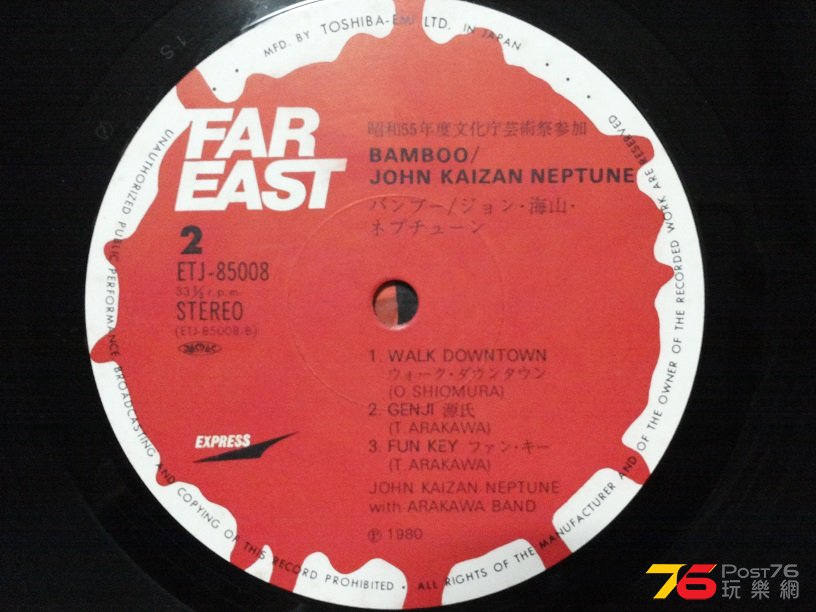 MFD. BY TOSHIBA-EMI LTD. IN JAPAN
UNAUTHORIZED PUBLIC PERFORMANCE BROADCASTING AND COPYING OF THIS RECORD PROHIBITED • ALL RIGHTS OF THE MANUFACTURER AND OF THE OWNER OF THE RECORDED WORK ARE RESERVED
FAR
EAST
昭和55年度文化庁芸術祭参加
BAMBOO/
JOHN KAIZAN NEPTUNE
バンブー/ジョン・海山・
ネプチューン
2
ETJ-85008
33⅓ r.p.m.
STEREO
(ETJ-85008-B)
1. WALK DOWNTOWN
ウォーク・ダウンタウン
(O.SHIOMURA)
2. GENJI 源氏
(T.ARAKAWA)
3. FUN KEY ファン・キー
(T.ARAKAWA)
EXPRESS
JOHN KAIZAN NEPTUNE
with ARAKAWA BAND
Ⓟ 1980
76 Post76
玩樂網